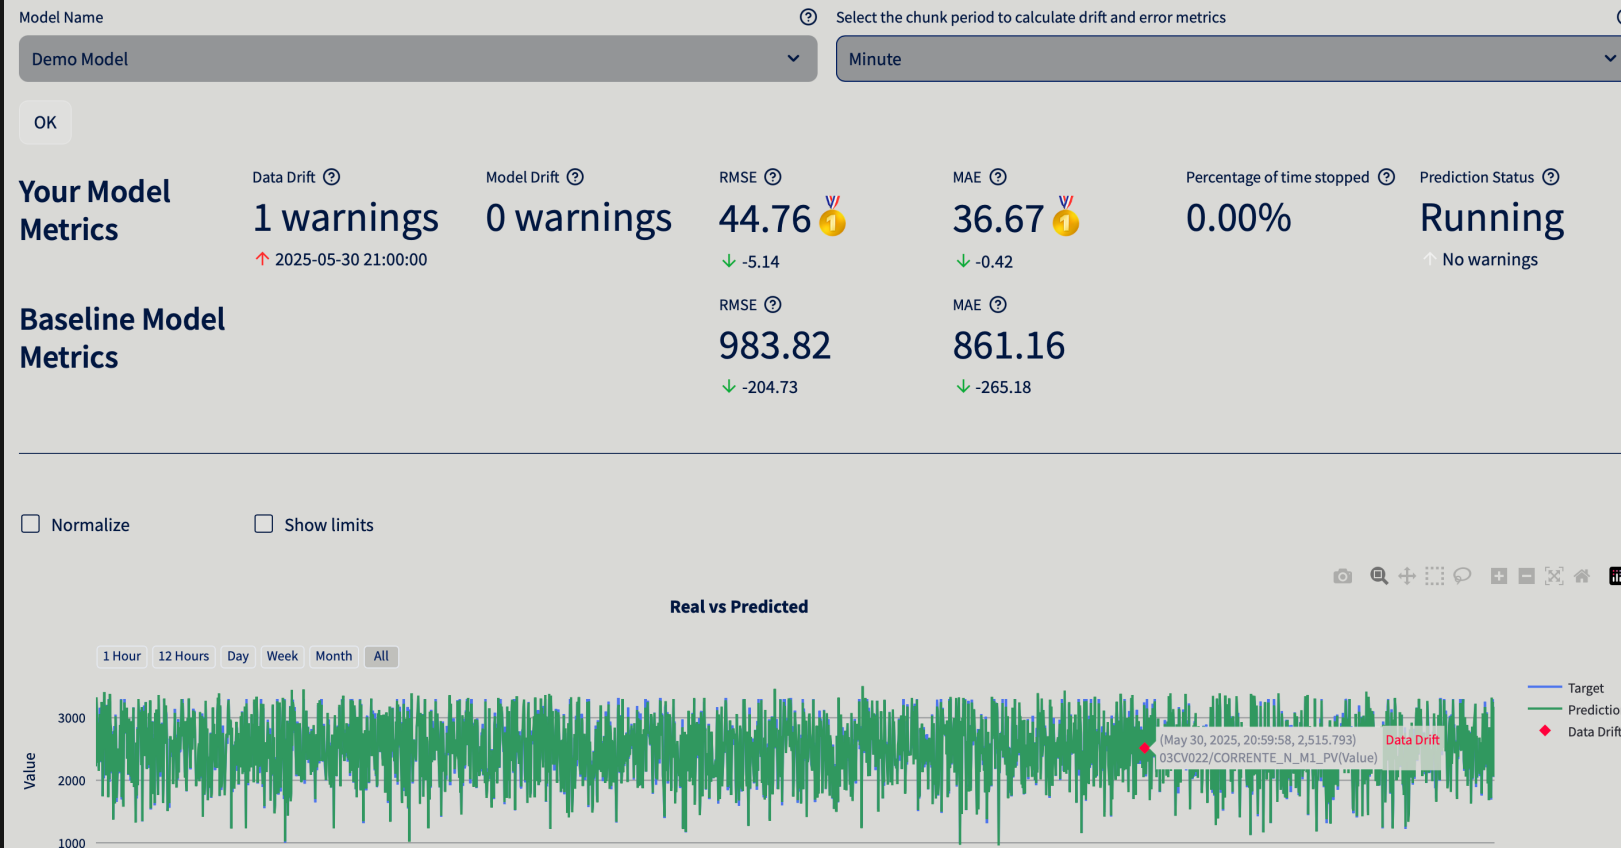 Model Name
Select the chunk period to calculate drift and error metrics
Demo Model
Minute
OK
Your Model
Metrics
Data Drift
1 warnings
2025-05-30 21:00:00
Model Drift
0 warnings
RMSE
44.76
-5.14
MAE
36.67
-0.42
Percentage of time stopped
0.00%
Prediction Status
Running
No warnings
Baseline Model
Metrics
RMSE
983.82
-204.73
MAE
861.16
-265.18
Normalize
Show limits
Real vs Predicted
1 Hour
12 Hours
Day
Week
Month
All
Value
3000
2000
1000
(May 30, 2025, 20:59:58, 2,515.793)
03CV022/CORRENTE_N_M1_PV(Value)
Data Drift
Target
Predictio
Data Drift